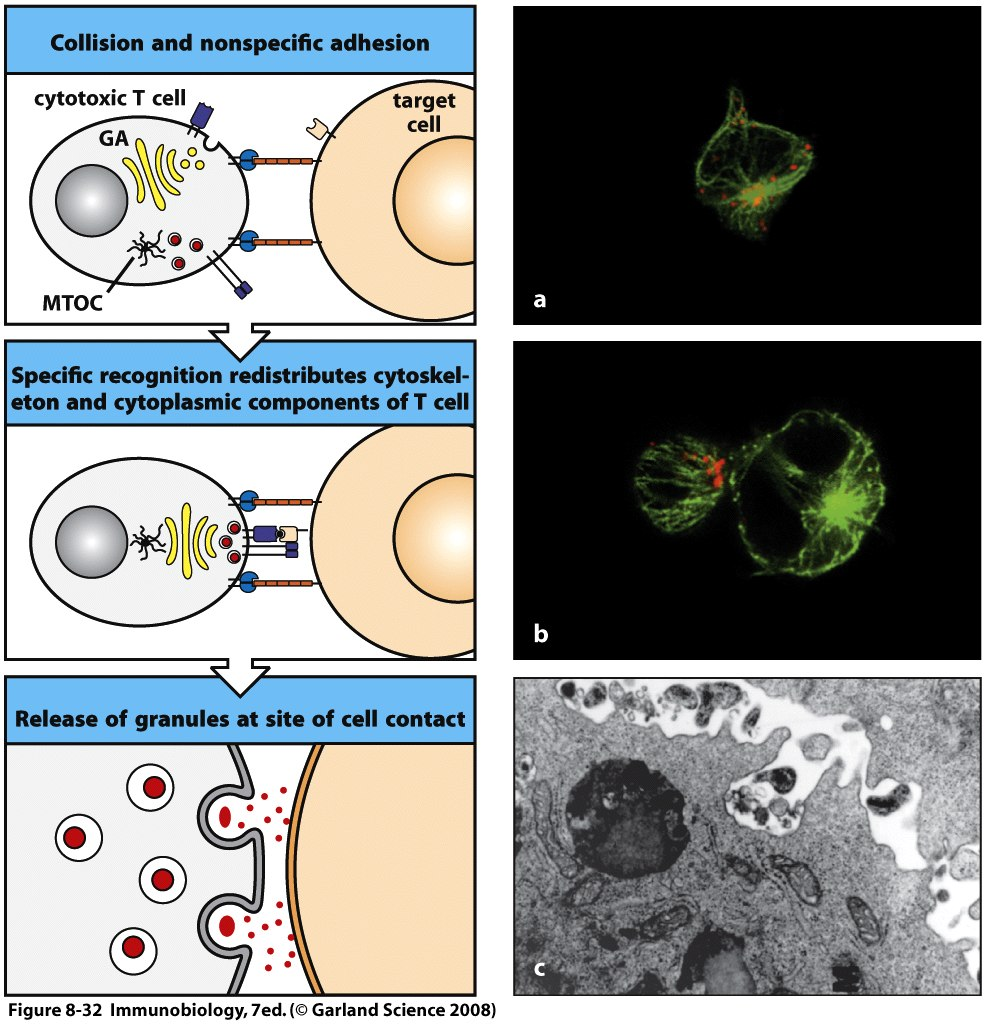 Collision and nonspecific adhesion
cytotoxic T cell
GA
target
cell
MTOC
a
Specific recognition redistributes cytoskel-
eton and cytoplasmic components of T cell
b
Release of granules at site of cell contact
c
Figure 8-32 Immunobiology, 7ed. (© Garland Science 2008)